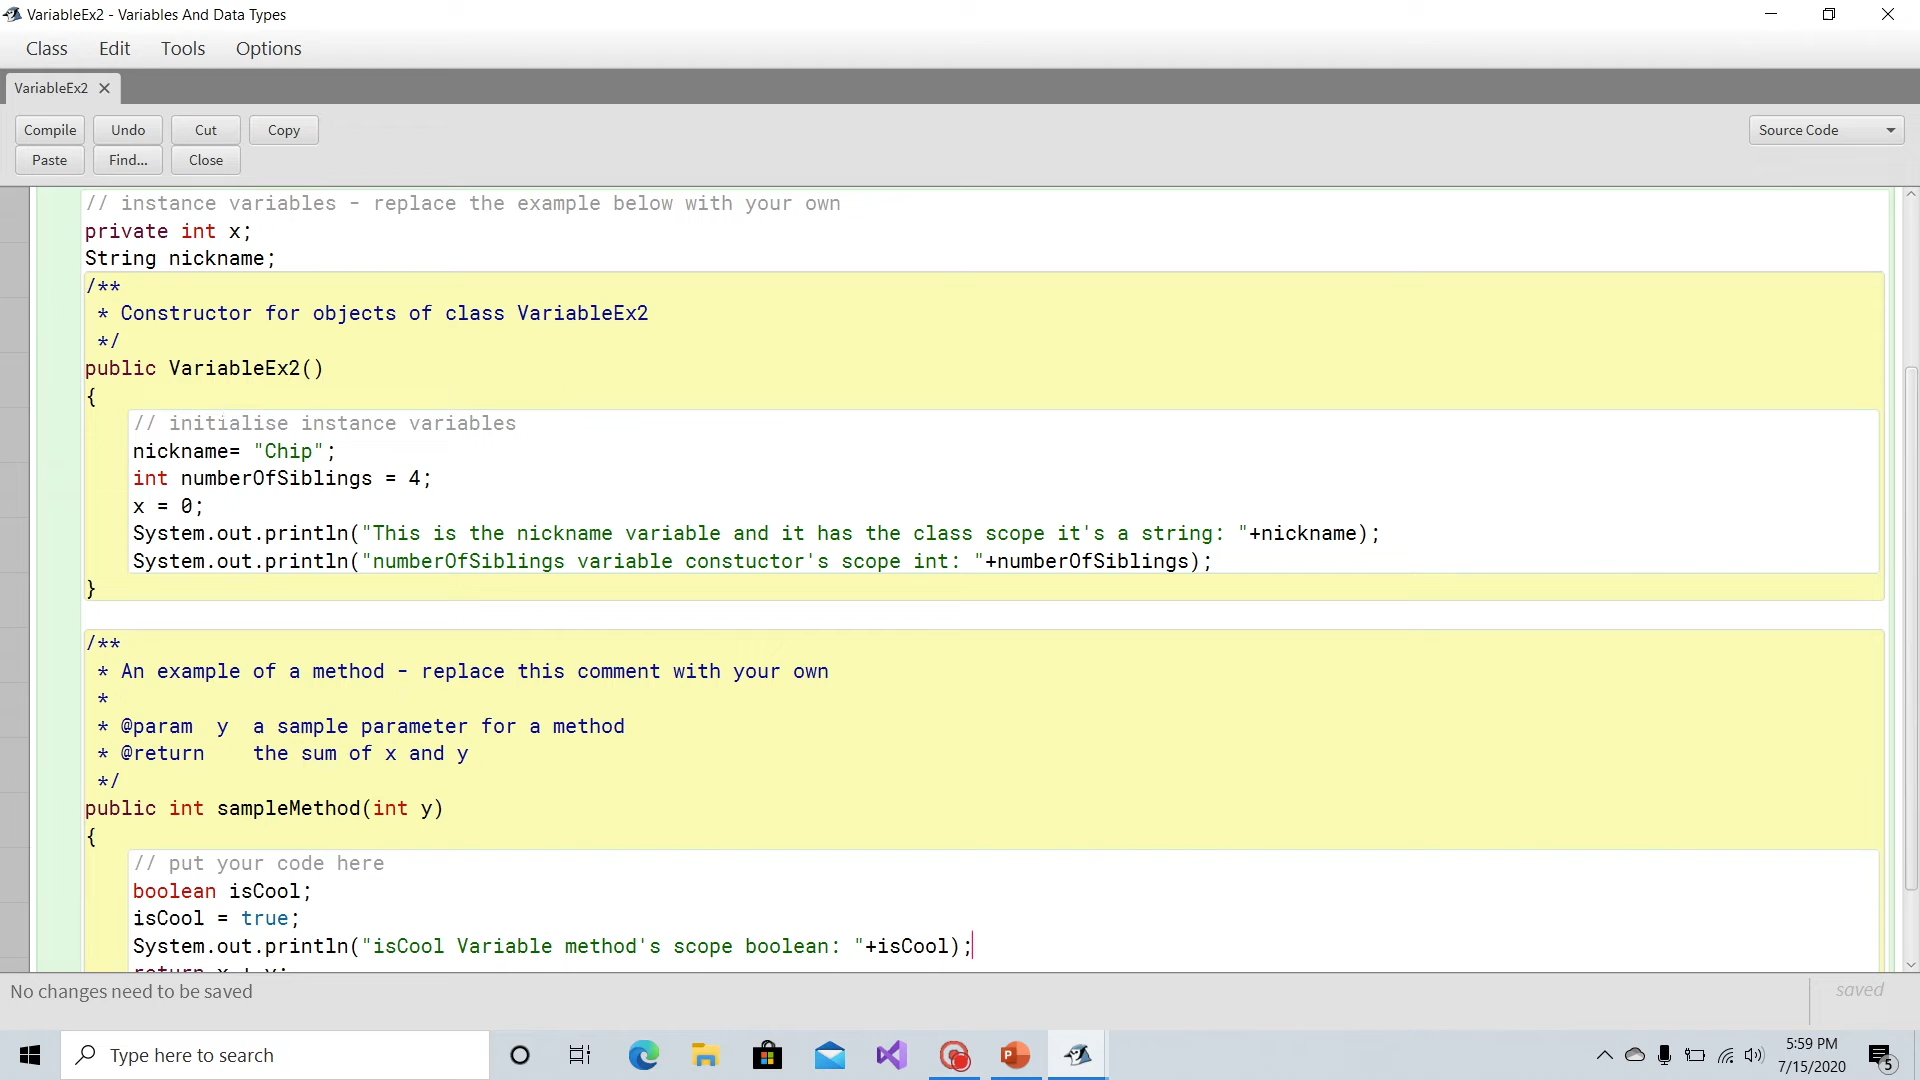 VariableEx2 - Variables And Data Types
Class Edit Tools Options
VariableEx2
Compile Undo Cut Copy Source Code
Paste Find... Close
// instance variables - replace the example below with your own
private int x;
String nickname;
/**
* Constructor for objects of class VariableEx2
*/
public VariableEx2()
{
// initialise instance variables
nickname= "Chip";
int numberOfSiblings = 4;
x = 0;
System.out.println("This is the nickname variable and it has the class scope it's a string: "+nickname);
System.out.println("numberOfSiblings variable constuctor's scope int: "+numberOfSiblings);
}
/**
* An example of a method - replace this comment with your own
*
* @param  y  a sample parameter for a method
* @return    the sum of x and y
*/
public int sampleMethod(int y)
{
// put your code here
boolean isCool;
isCool = true;
System.out.println("isCool Variable method's scope boolean: "+isCool);
return x + y;
No changes need to be saved
saved
Type here to search
5:59 PM
7/15/2020
5